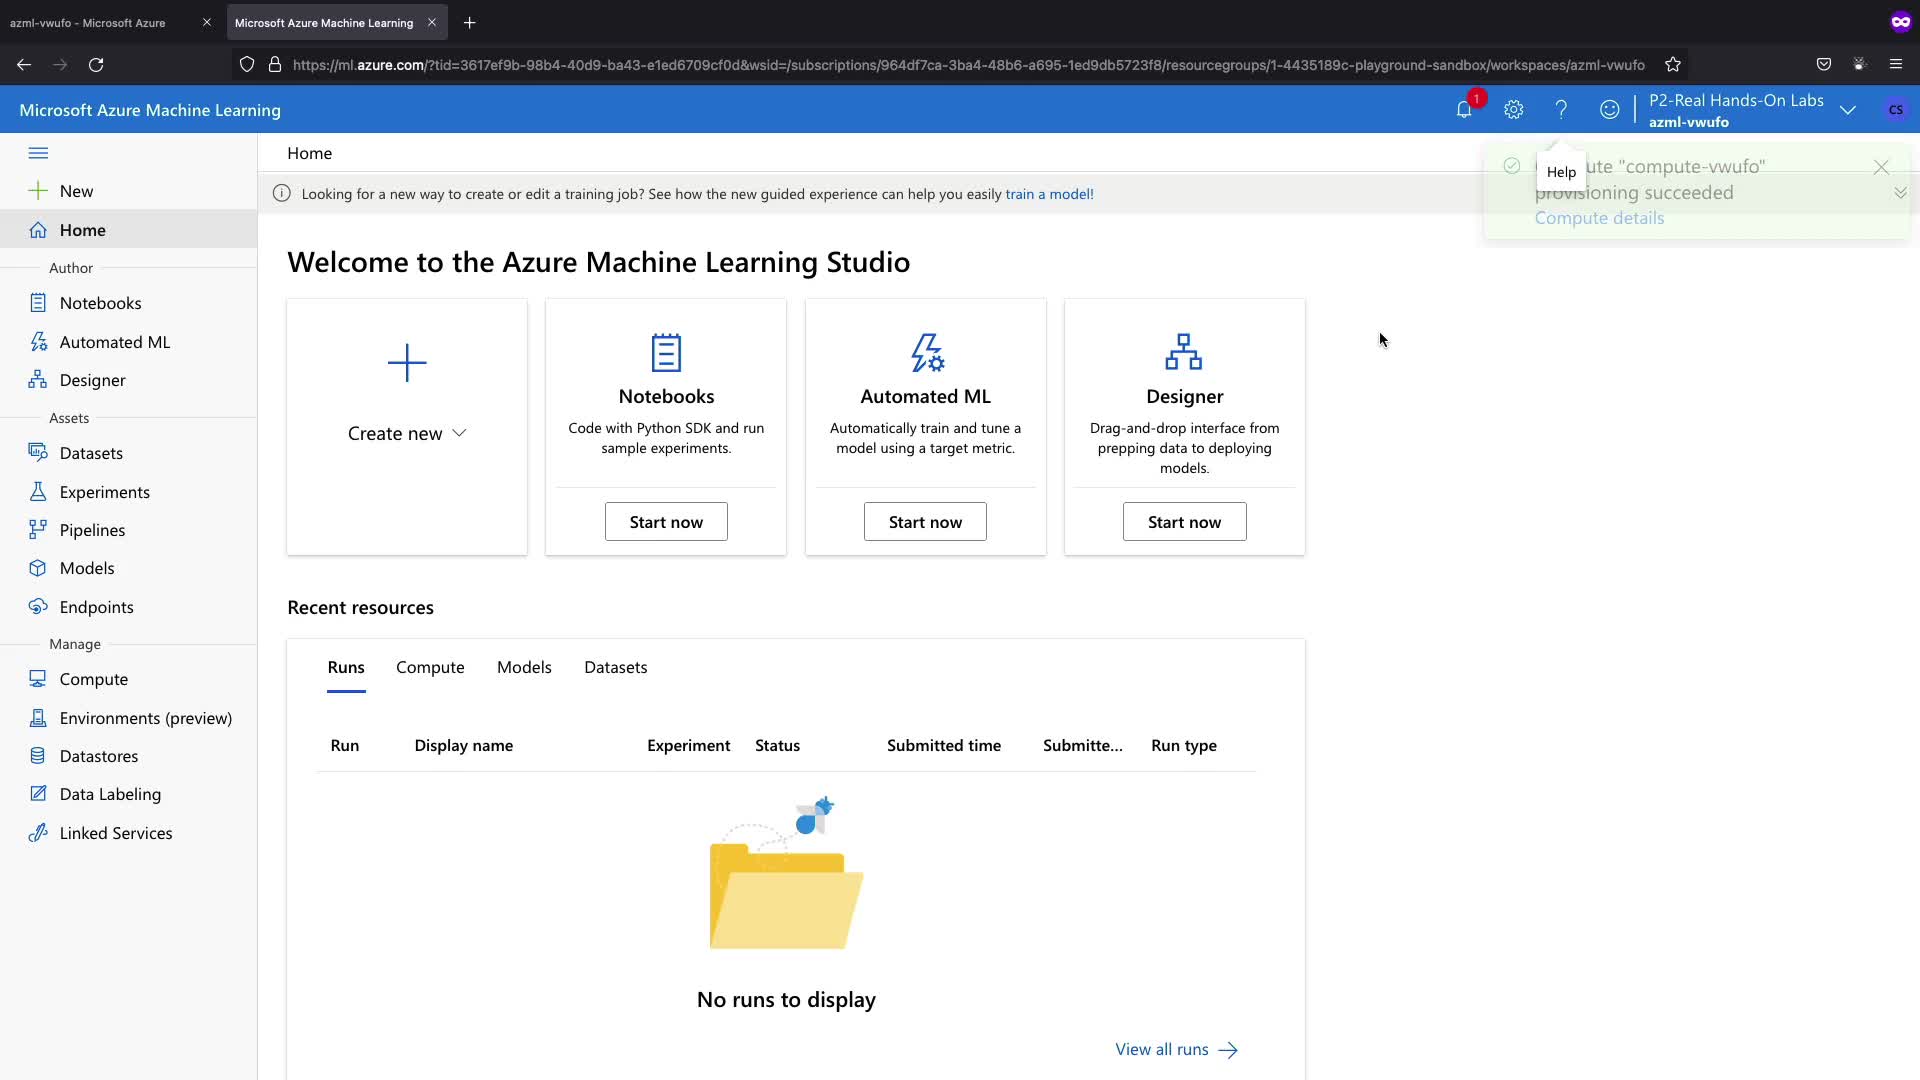 azml-vwufo - Microsoft Azure
Microsoft Azure Machine Learning
https://ml.azure.com/?tid=3617ef9b-98b4-40d9-ba43-e1ed6709cf0d&wsid=/subscriptions/964df7ca-3ba4-48b6-a695-1ed9db5723f8/resourcegroups/1-4435189c-playground-sandbox/workspaces/azml-vwufo
Microsoft Azure Machine Learning
1
P2-Real Hands-On Labs
azml-vwufo
CS
Home
Help
"compute-vwufo"
provisioning succeeded
Compute details
Looking for a new way to create or edit a training job? See how the new guided experience can help you easily train a model!
New
Home
Author
Notebooks
Automated ML
Designer
Assets
Datasets
Experiments
Pipelines
Models
Endpoints
Manage
Compute
Environments (preview)
Datastores
Data Labeling
Linked Services
Welcome to the Azure Machine Learning Studio
Create new
Notebooks
Code with Python SDK and run
sample experiments.
Start now
Automated ML
Automatically train and tune a
model using a target metric.
Start now
Designer
Drag-and-drop interface from
prepping data to deploying
models.
Start now
Recent resources
Runs Compute Models Datasets
Run Display name Experiment Status Submitted time Submitte... Run type
No runs to display
View all runs